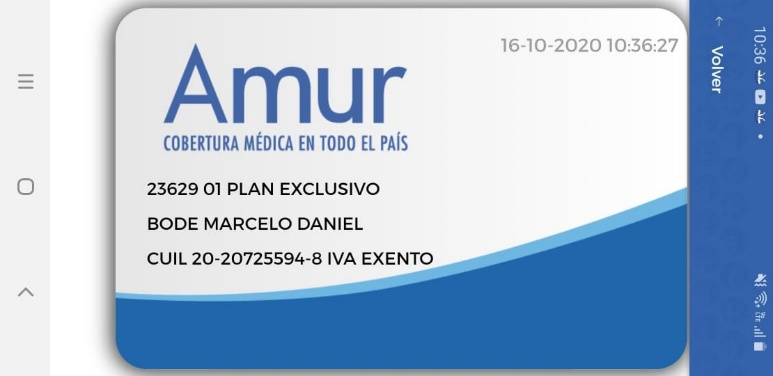 16-10-2020 10:36:27
Amur
COBERTURA MÉDICA EN TODO EL PAÍS
23629 01 PLAN EXCLUSIVO
BODE MARCELO DANIEL
CUIL 20-20725594-8 IVA EXENTO
Volver
10:36